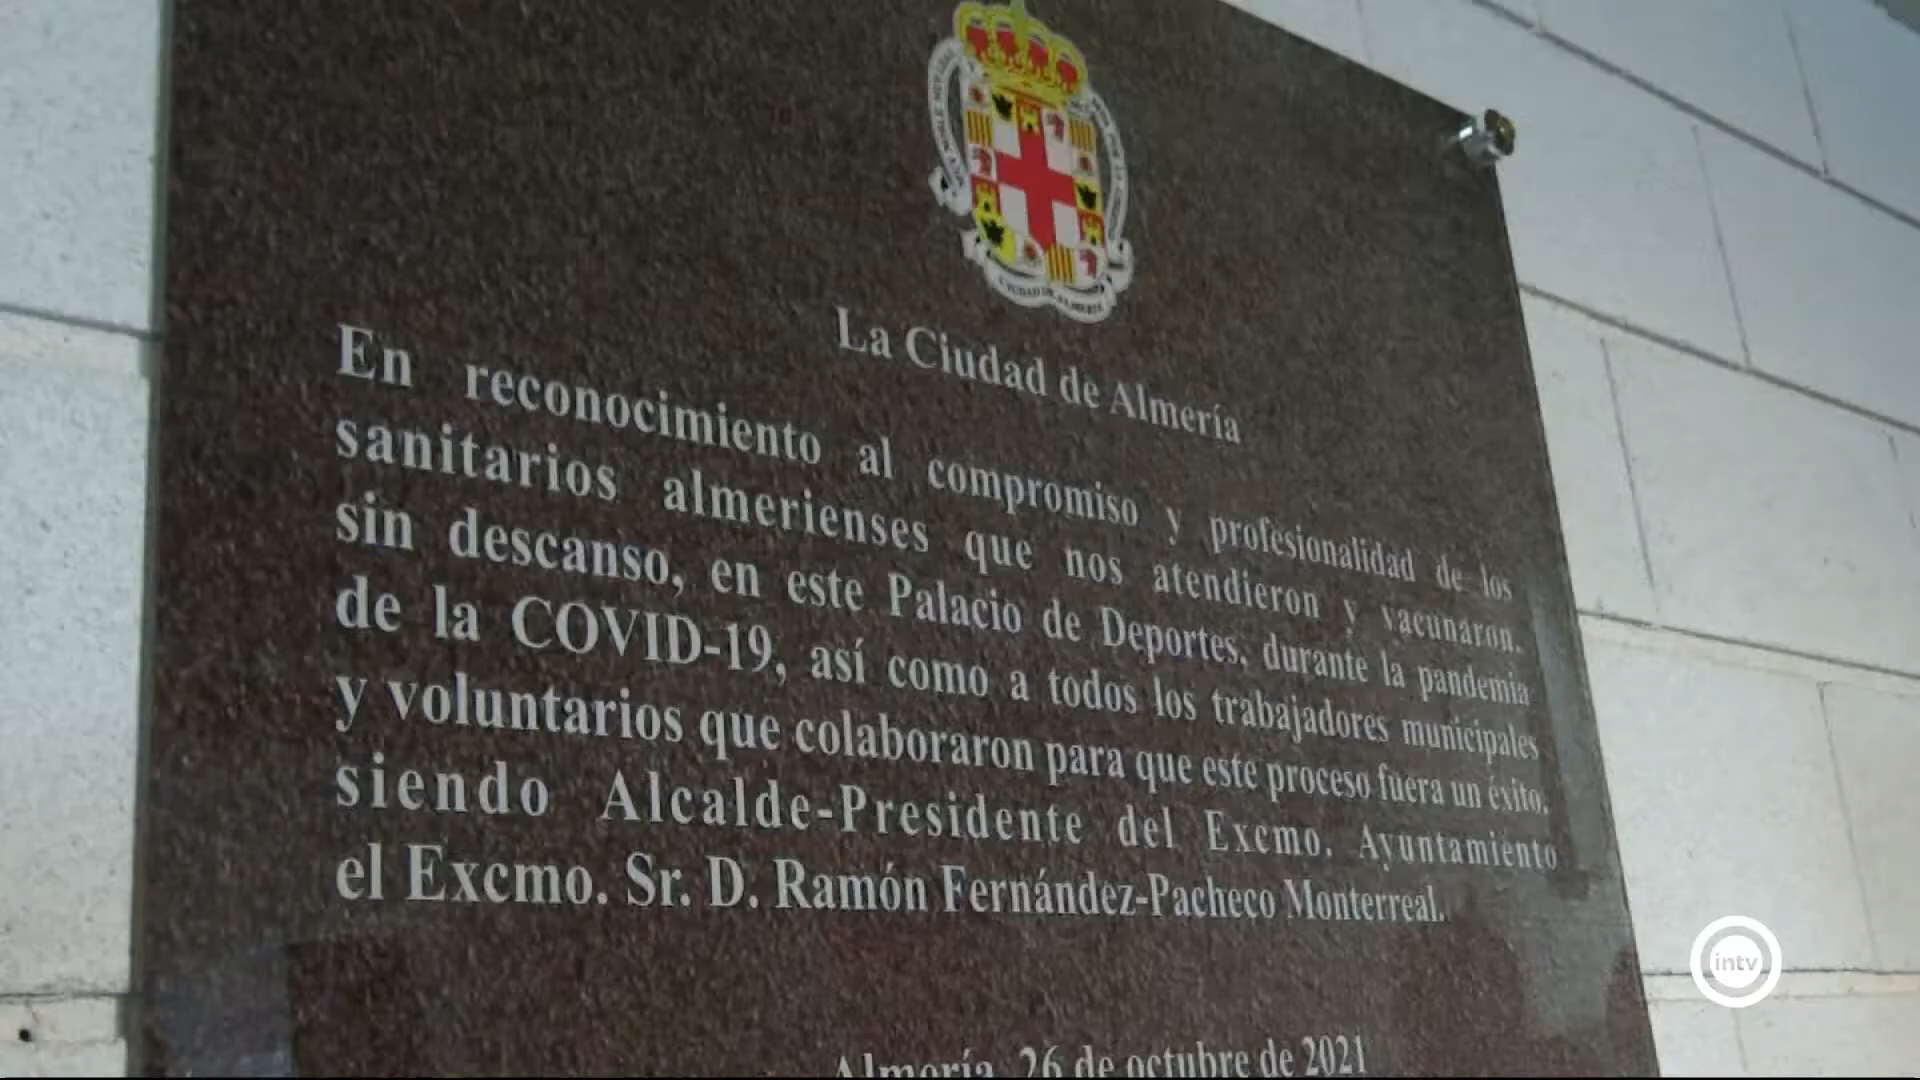 CIUDAD DE ALMERÍA
La Ciudad de Almería
En reconocimiento al compromiso y profesionalidad de los
sanitarios almerienses que nos atendieron y vacunaron,
sin descanso, en este Palacio de Deportes, durante la pandemia
de la COVID-19, así como a todos los trabajadores municipales
y voluntarios que colaboraron para que este proceso fuera un éxito,
siendo Alcalde-Presidente del Excmo. Ayuntamiento
el Excmo. Sr. D. Ramón Fernández-Pacheco Monterreal.
intv
Almería, 26 de octubre de 2021